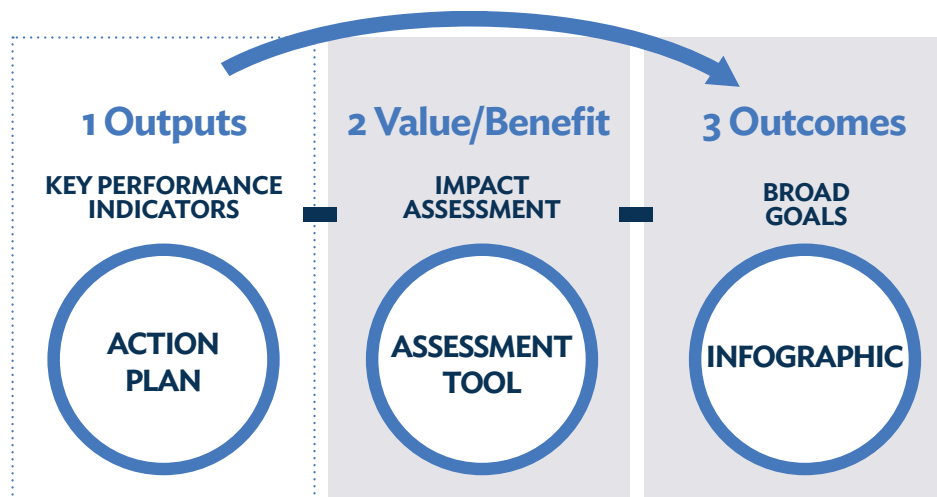 1 Outputs
KEY PERFORMANCE
INDICATORS
ACTION
PLAN
2 Value/Benefit
IMPACT
ASSESSMENT
ASSESSMENT
TOOL
3 Outcomes
BROAD
GOALS
INFOGRAPHIC